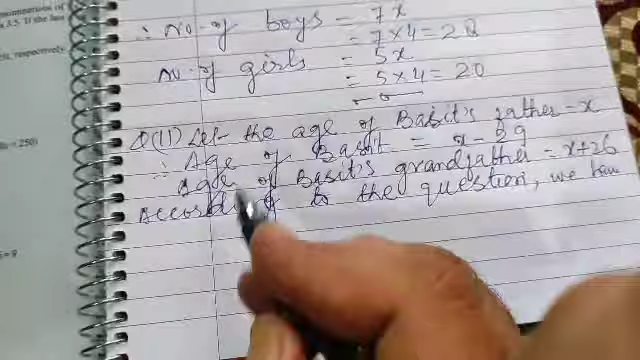 ∴ No. of boys = 7x
= 7×4 = 28
No. of girls = 5x
= 5×4 = 20
Q(11) Let the age of Basit's father = x
∴ Age of Basit = x - 29
Age of Basit's grandfather = x+26
According to the question, we have